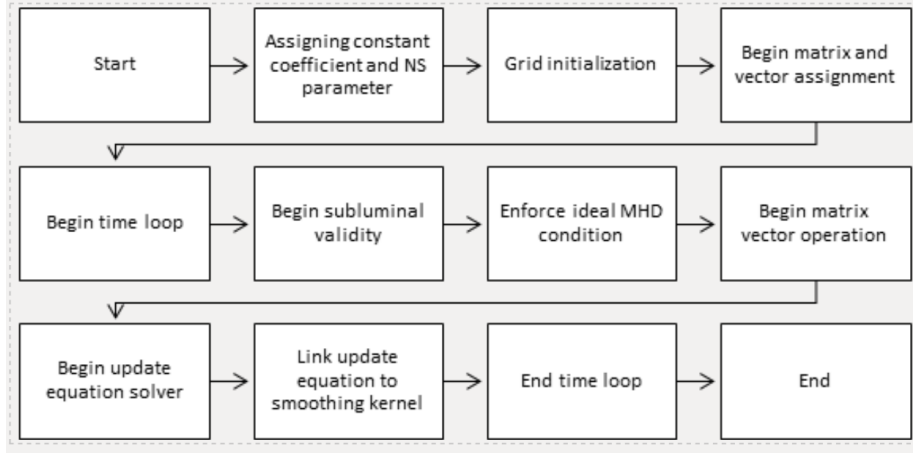 Start
Assigning constant
coefficient and NS
parameter
Grid initialization
Begin matrix and
vector assignment
Begin time loop
Begin subluminal
validity
Enforce ideal MHD
condition
Begin matrix
vector operation
Begin update
equation solver
Link update
equation to
smoothing kernel
End time loop
End